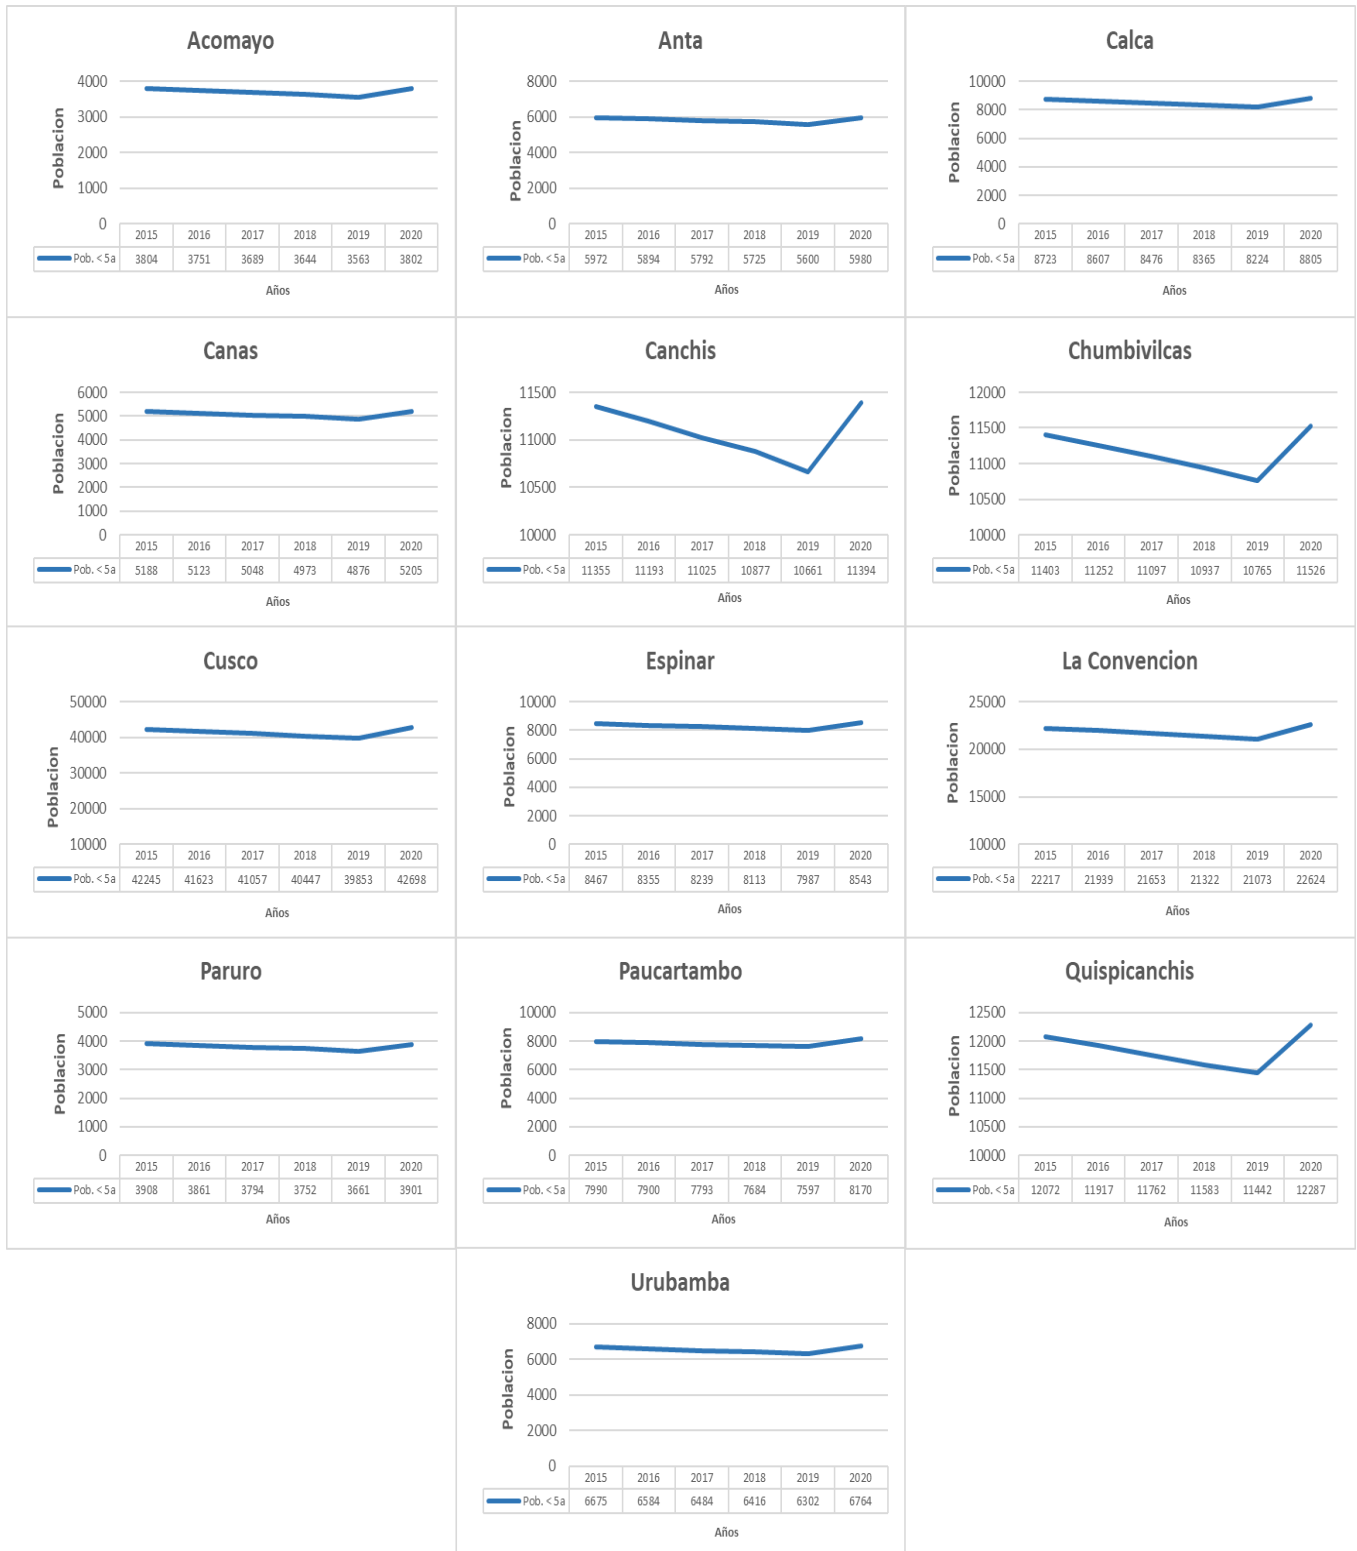 Acomayo
4000
3000
2000
1000
0
Poblacion
2015 2016 2017 2018 2019 2020
Pob. < 5a 3804 3751 3689 3644 3563 3802
Años
Anta
8000
6000
4000
2000
0
Poblacion
2015 2016 2017 2018 2019 2020
Pob. < 5a 5972 5894 5792 5725 5600 5980
Años
Calca
10000
8000
6000
4000
2000
0
Poblacion
2015 2016 2017 2018 2019 2020
Pob. < 5a 8723 8607 8476 8365 8224 8805
Años
Canas
6000
5000
4000
3000
2000
1000
0
Poblacion
2015 2016 2017 2018 2019 2020
Pob. < 5a 5188 5123 5048 4973 4876 5205
Años
Canchis
11500
11000
10500
10000
Poblacion
2015 2016 2017 2018 2019 2020
Pob. < 5a 11355 11193 11025 10877 10661 11394
Años
Chumbivilcas
12000
11500
11000
10500
10000
Poblacion
2015 2016 2017 2018 2019 2020
Pob. < 5a 11403 11252 11097 10937 10765 11526
Años
Cusco
50000
40000
30000
20000
10000
Poblacion
2015 2016 2017 2018 2019 2020
Pob. < 5a 42245 41623 41057 40447 39853 42698
Años
Espinar
10000
8000
6000
4000
2000
0
Poblacion
2015 2016 2017 2018 2019 2020
Pob. < 5a 8467 8355 8239 8113 7987 8543
Años
La Convencion
25000
20000
15000
10000
Poblacion
2015 2016 2017 2018 2019 2020
Pob. < 5a 22217 21939 21653 21322 21073 22624
Años
Paruro
5000
4000
3000
2000
1000
0
Poblacion
2015 2016 2017 2018 2019 2020
Pob. < 5a 3908 3861 3794 3752 3661 3901
Años
Paucartambo
10000
8000
6000
4000
2000
0
Poblacion
2015 2016 2017 2018 2019 2020
Pob. < 5a 7990 7900 7793 7684 7597 8170
Años
Quispicanchis
12500
12000
11500
11000
10500
10000
Poblacion
2015 2016 2017 2018 2019 2020
Pob. < 5a 12072 11917 11762 11583 11442 12287
Años
Urubamba
8000
6000
4000
2000
0
Poblacion
2015 2016 2017 2018 2019 2020
Pob. < 5a 6675 6584 6484 6416 6302 6764
Años